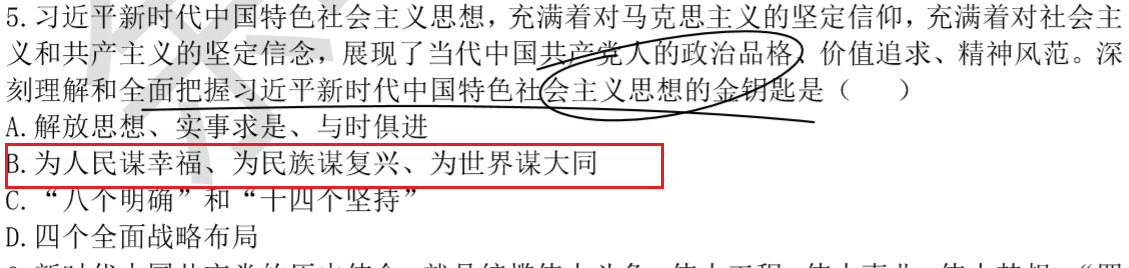 5.习近平新时代中国特色社会主义思想，充满着对马克思主义的坚定信仰，充满着对社会主
义和共产主义的坚定信念，展现了当代中国共产党人的政治品格、价值追求、精神风范。深
刻理解和全面把握习近平新时代中国特色社会主义思想的金钥匙是（　　）
A.解放思想、实事求是、与时俱进
B.为人民谋幸福、为民族谋复兴、为世界谋大同
C.“八个明确”和“十四个坚持”
D.四个全面战略布局